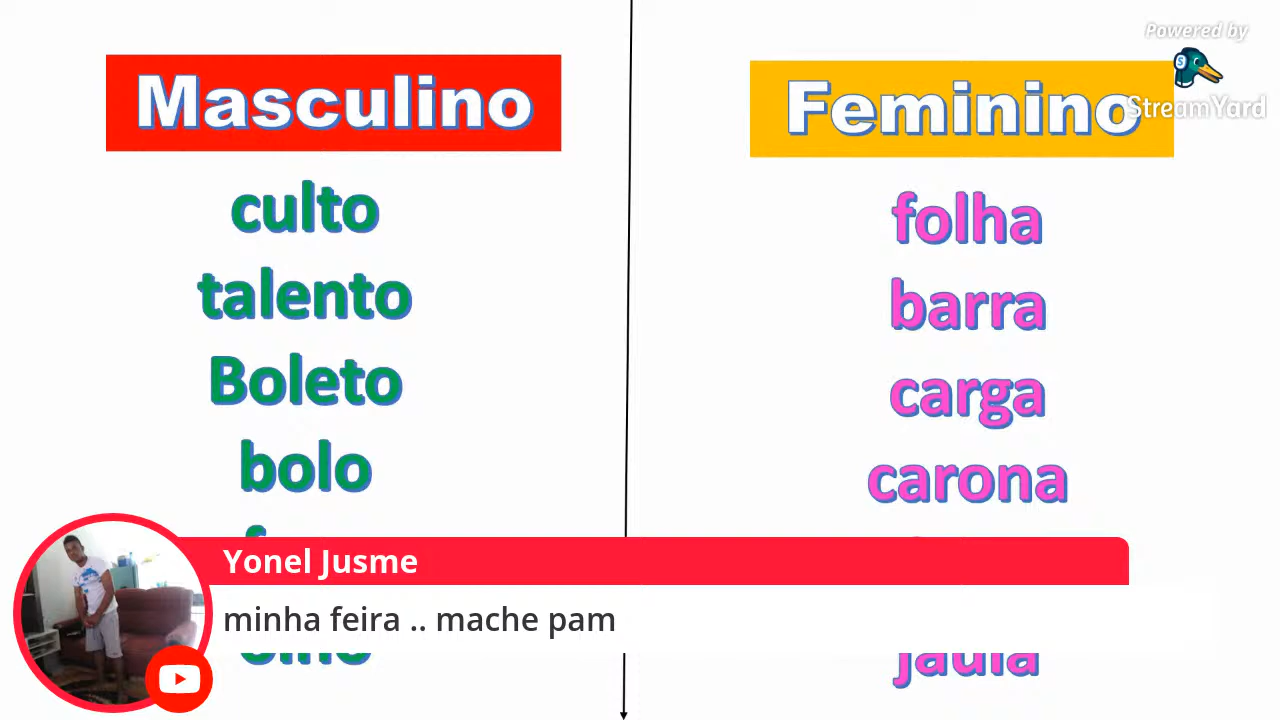 Powered by
StreamYard
Masculino
Feminino
culto
folha
talento
barra
Boleto
carga
bolo
carona
Yonel Jusme
minha feira .. mache pam
jaula